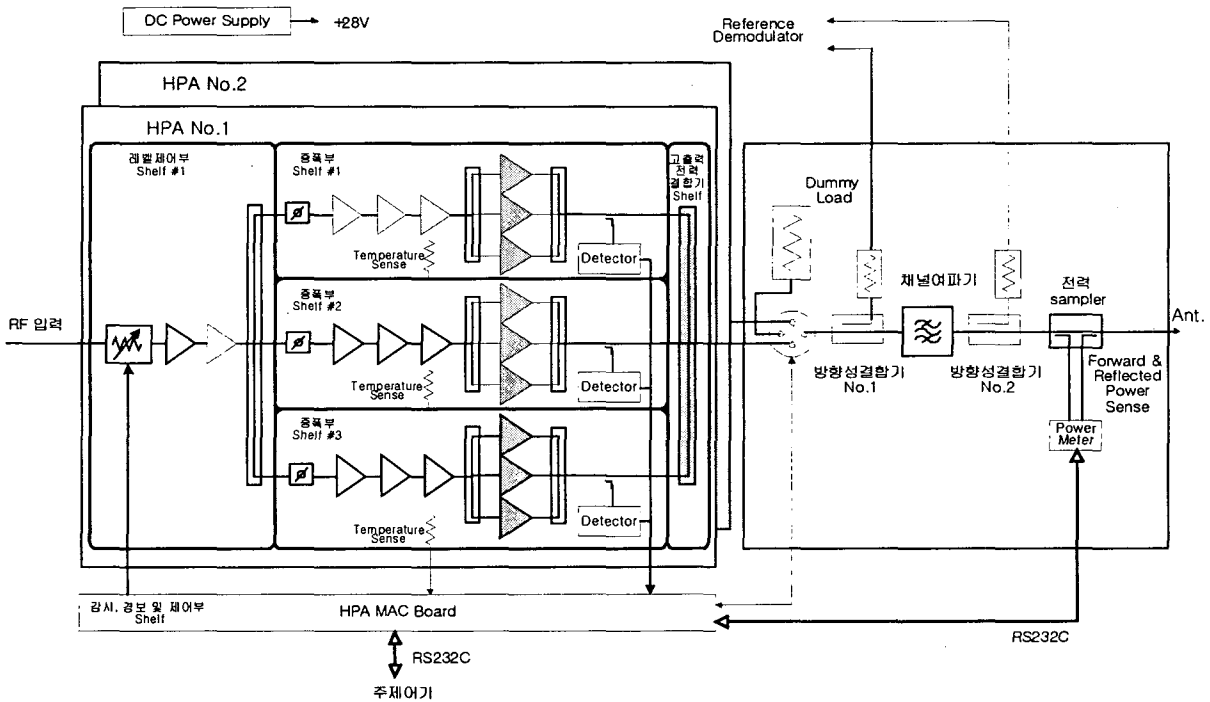 DC Power Supply
+28V
Reference
Demodulator
HPA No.2
HPA No.1
레벨제어부
Shelf #1
증폭부
Shelf #1
고출력
전력
결합기
Shelf
Temperature
Sense
Detector
증폭부
Shelf #2
Temperature
Sense
Detector
증폭부
Shelf #3
Temperature
Sense
Detector
RF 입력
Dummy
Load
채널여파기
전력
sampler
Ant.
방향성결합기
No.1
방향성결합기
No.2
Forward &
Reflected
Power
Sense
Power
Meter
감시, 경보 및 제어부
Shelf
HPA MAC Board
RS232C
RS232C
주제어기